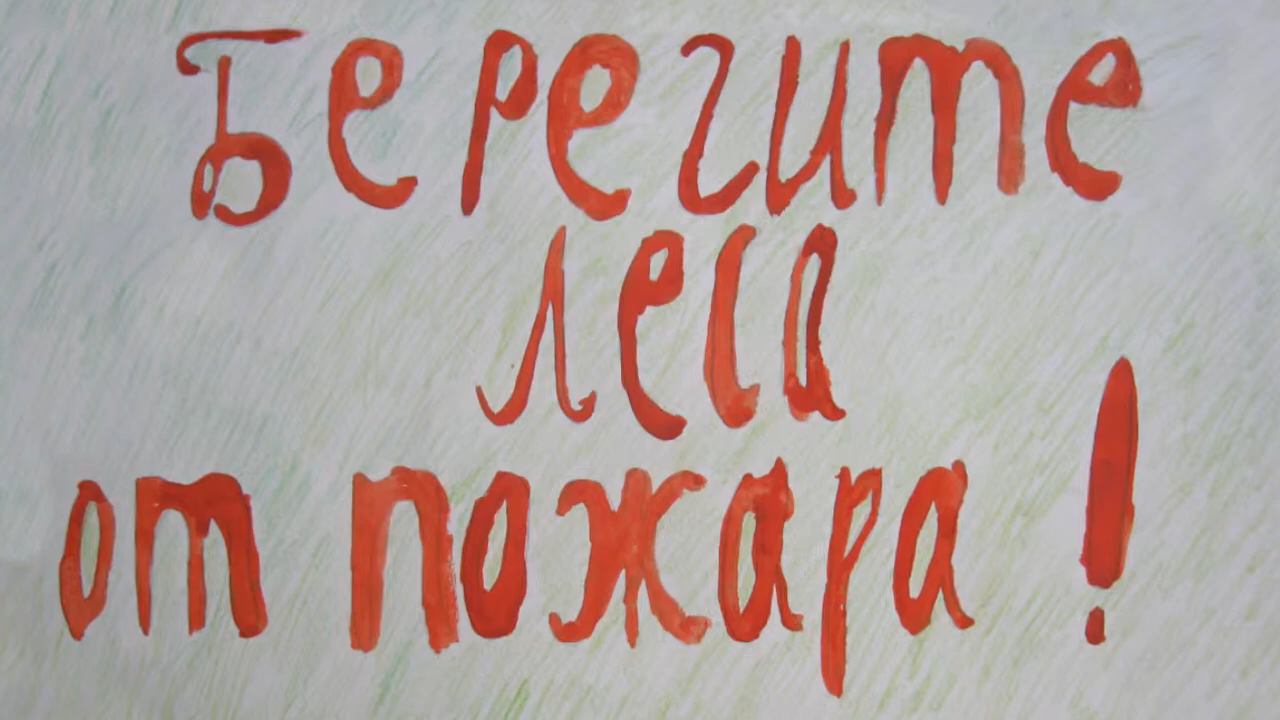 Берегите
леса
от пожара!